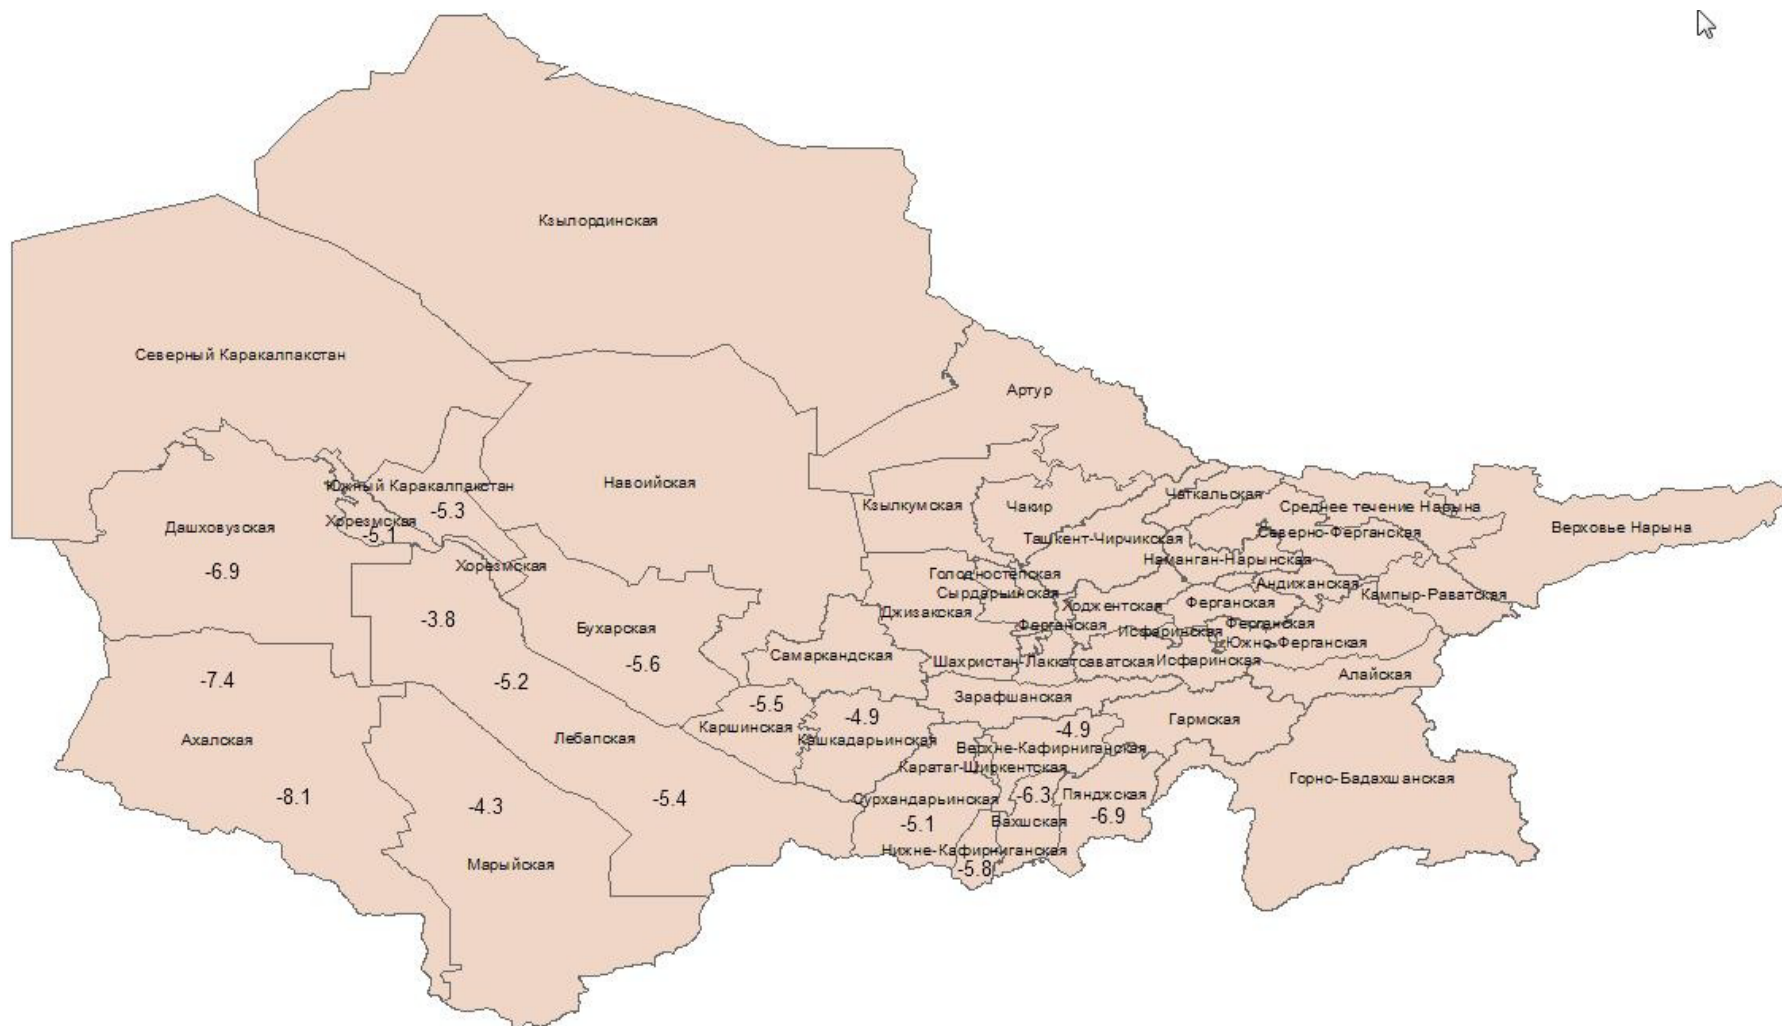 Кзылординская
Северный Каракалпакстан
Артур
Навоийская
Южный Каракалпакстан
-5.3
Хорезмская
-5.1
Дашховузская
-6.9
Кзылкумская
Чакир
Чаткальская
Среднее течение Нарына
Верховье Нарына
Ташкент-Чирчикская
Северно-Ферганская
Наманган-Нарынская
Хорезмская
Голодностепская
Андижанская
Сырдарьинская
Кампыр-Раватская
Джизакская
Ходжентская
Ферганская
-3.8
Бухарская
-5.6
Ферганская
Исфаринская
Ферганская
Южно-Ферганская
Самаркандская
Шахристан-Лаккатсаватская
Исфаринская
Алайская
-7.4
-5.2
Зарафшанская
-5.5
Каршинская
-4.9
Кашкадарьинская
-4.9
Верхне-Кафирниганская
Гармская
Ахалская
Лебапская
Каратаг-Ширкентская
Горно-Бадахшанская
-8.1
-4.3
-5.4
Сурхандарьинская
-5.1
-6.3
Вахшская
Пянджская
-6.9
Марыйская
Нижне-Кафирниганская
-5.8